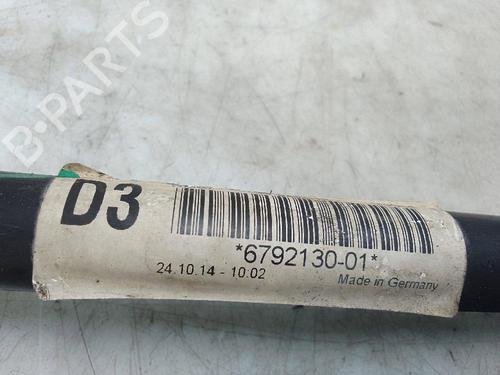 B-PARTS
D3
*6792130-01*
24.10.14 - 10:02
Made in Germany